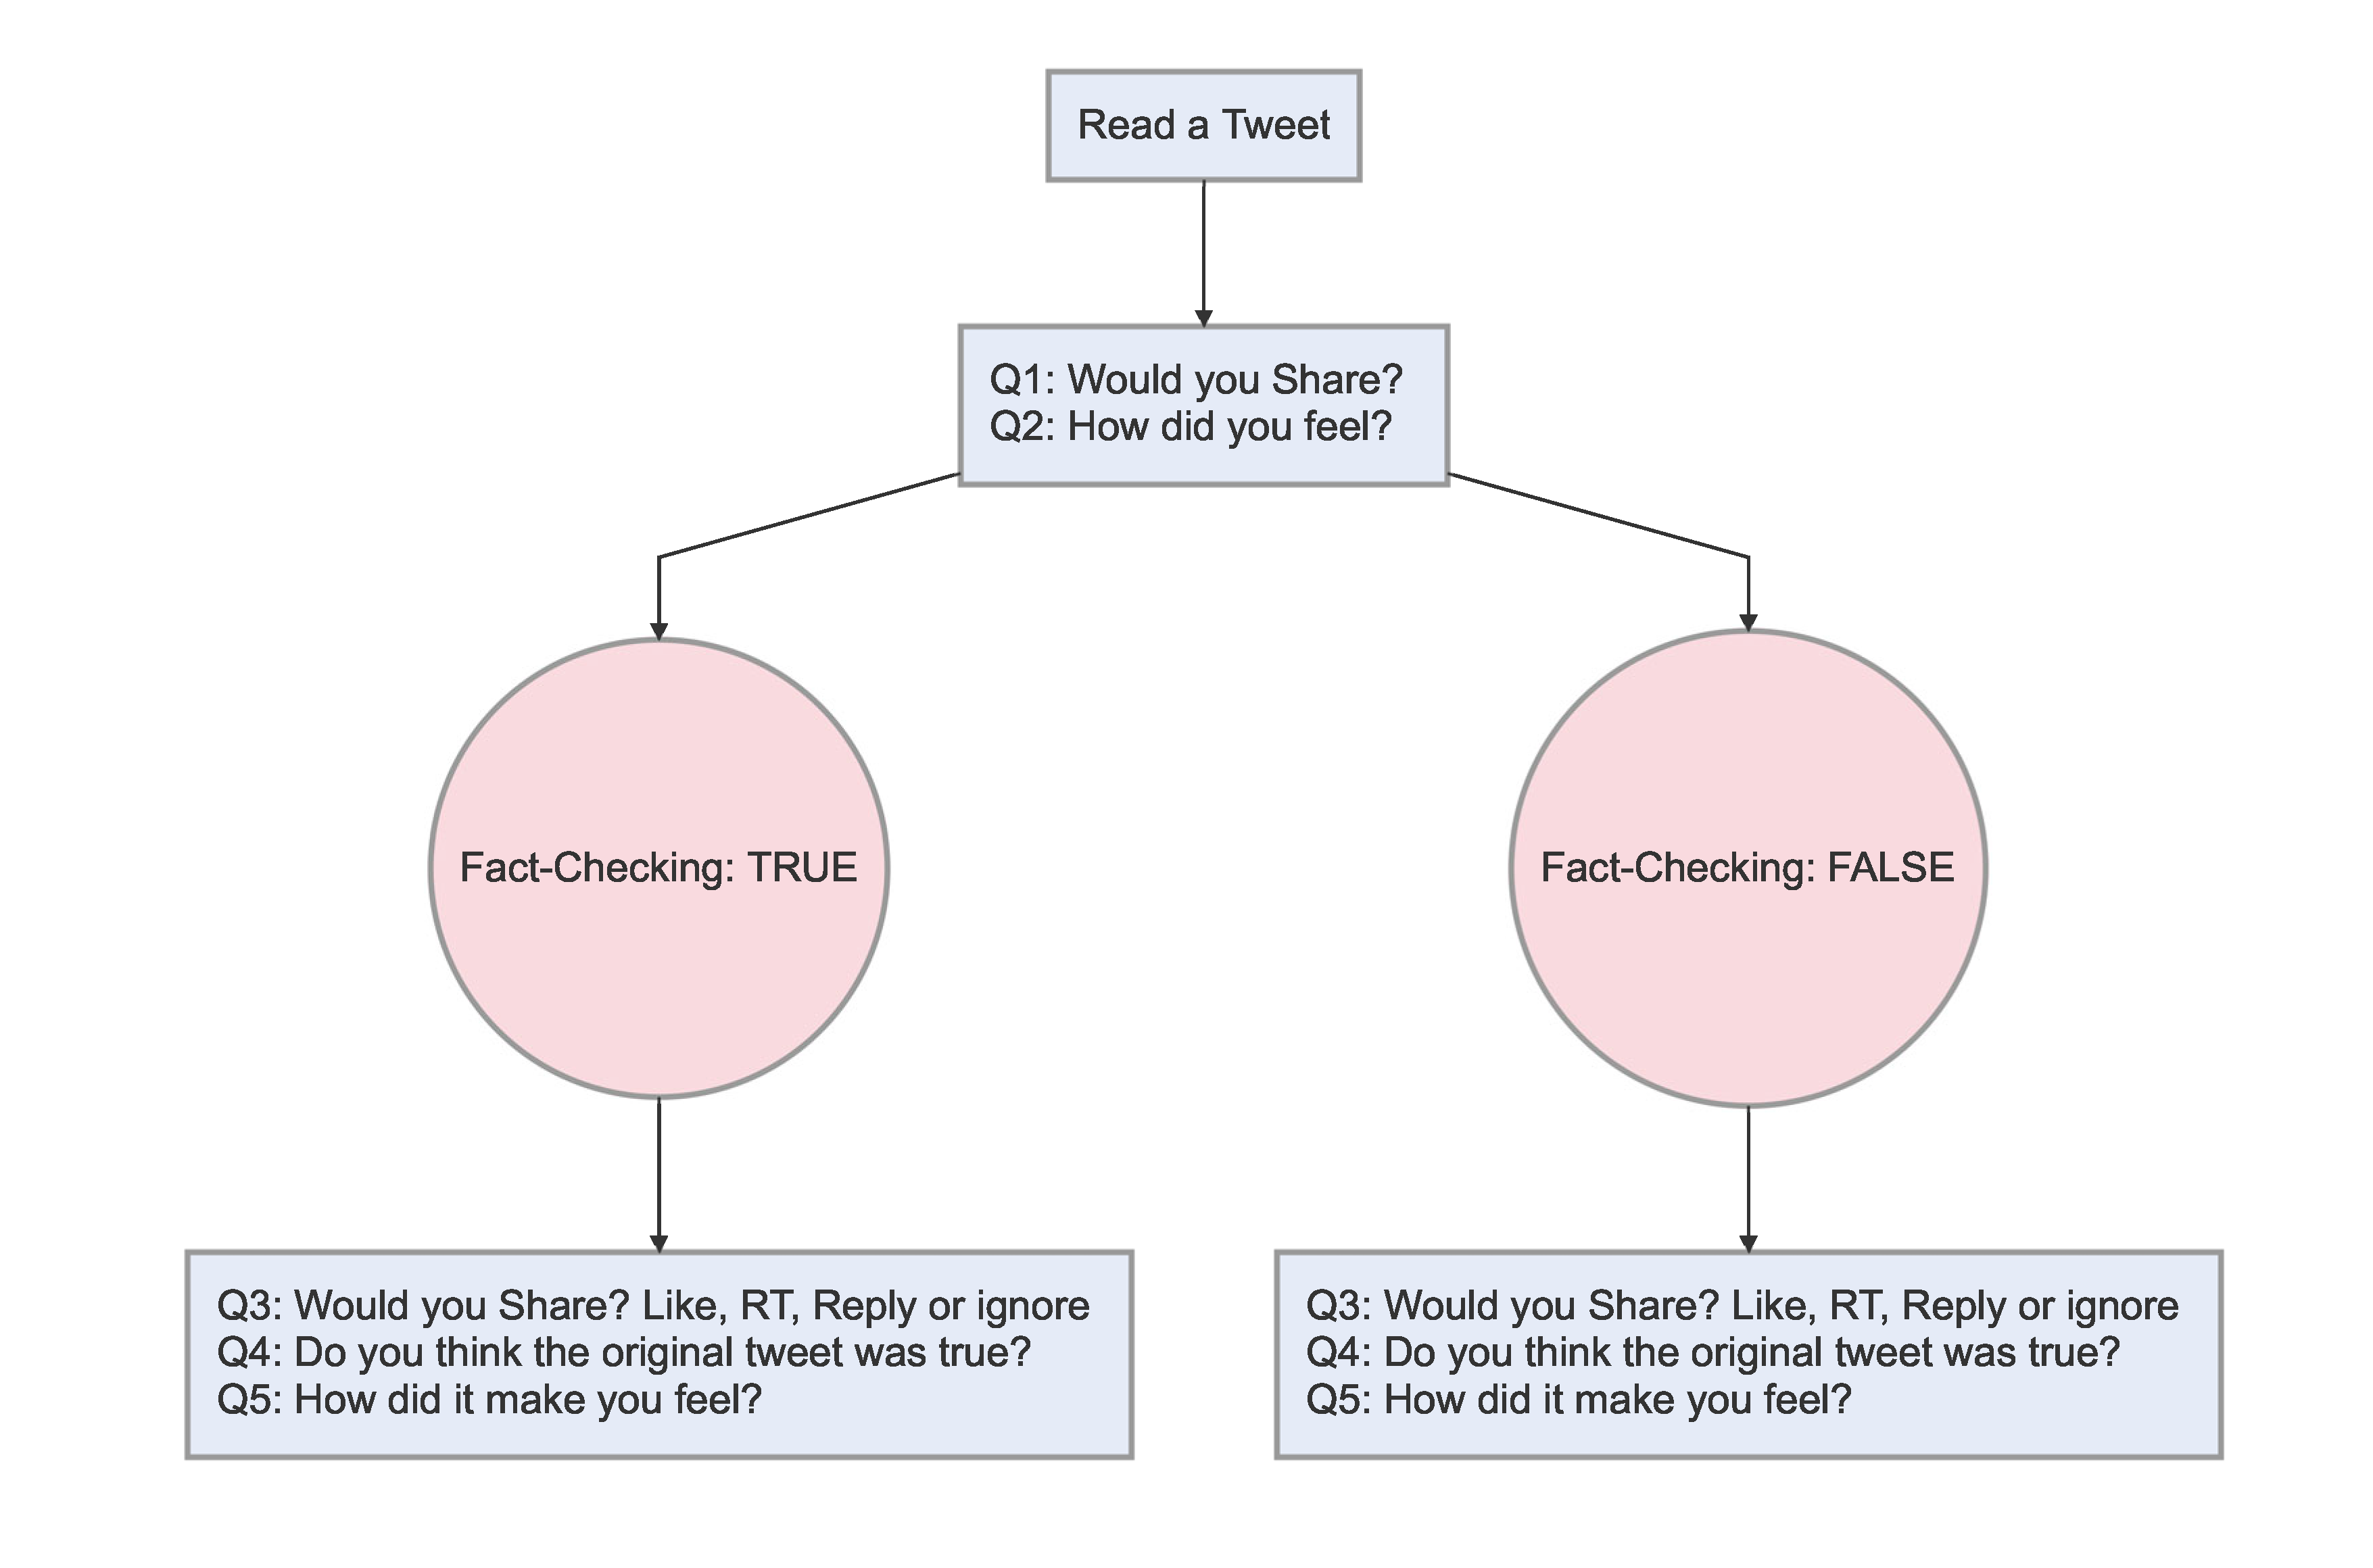 Read a Tweet
Q1: Would you Share?
Q2: How did you feel?
Fact-Checking: TRUE
Fact-Checking: FALSE
Q3: Would you Share? Like, RT, Reply or ignore
Q4: Do you think the original tweet was true?
Q5: How did it make you feel?
Q3: Would you Share? Like, RT, Reply or ignore
Q4: Do you think the original tweet was true?
Q5: How did it make you feel?